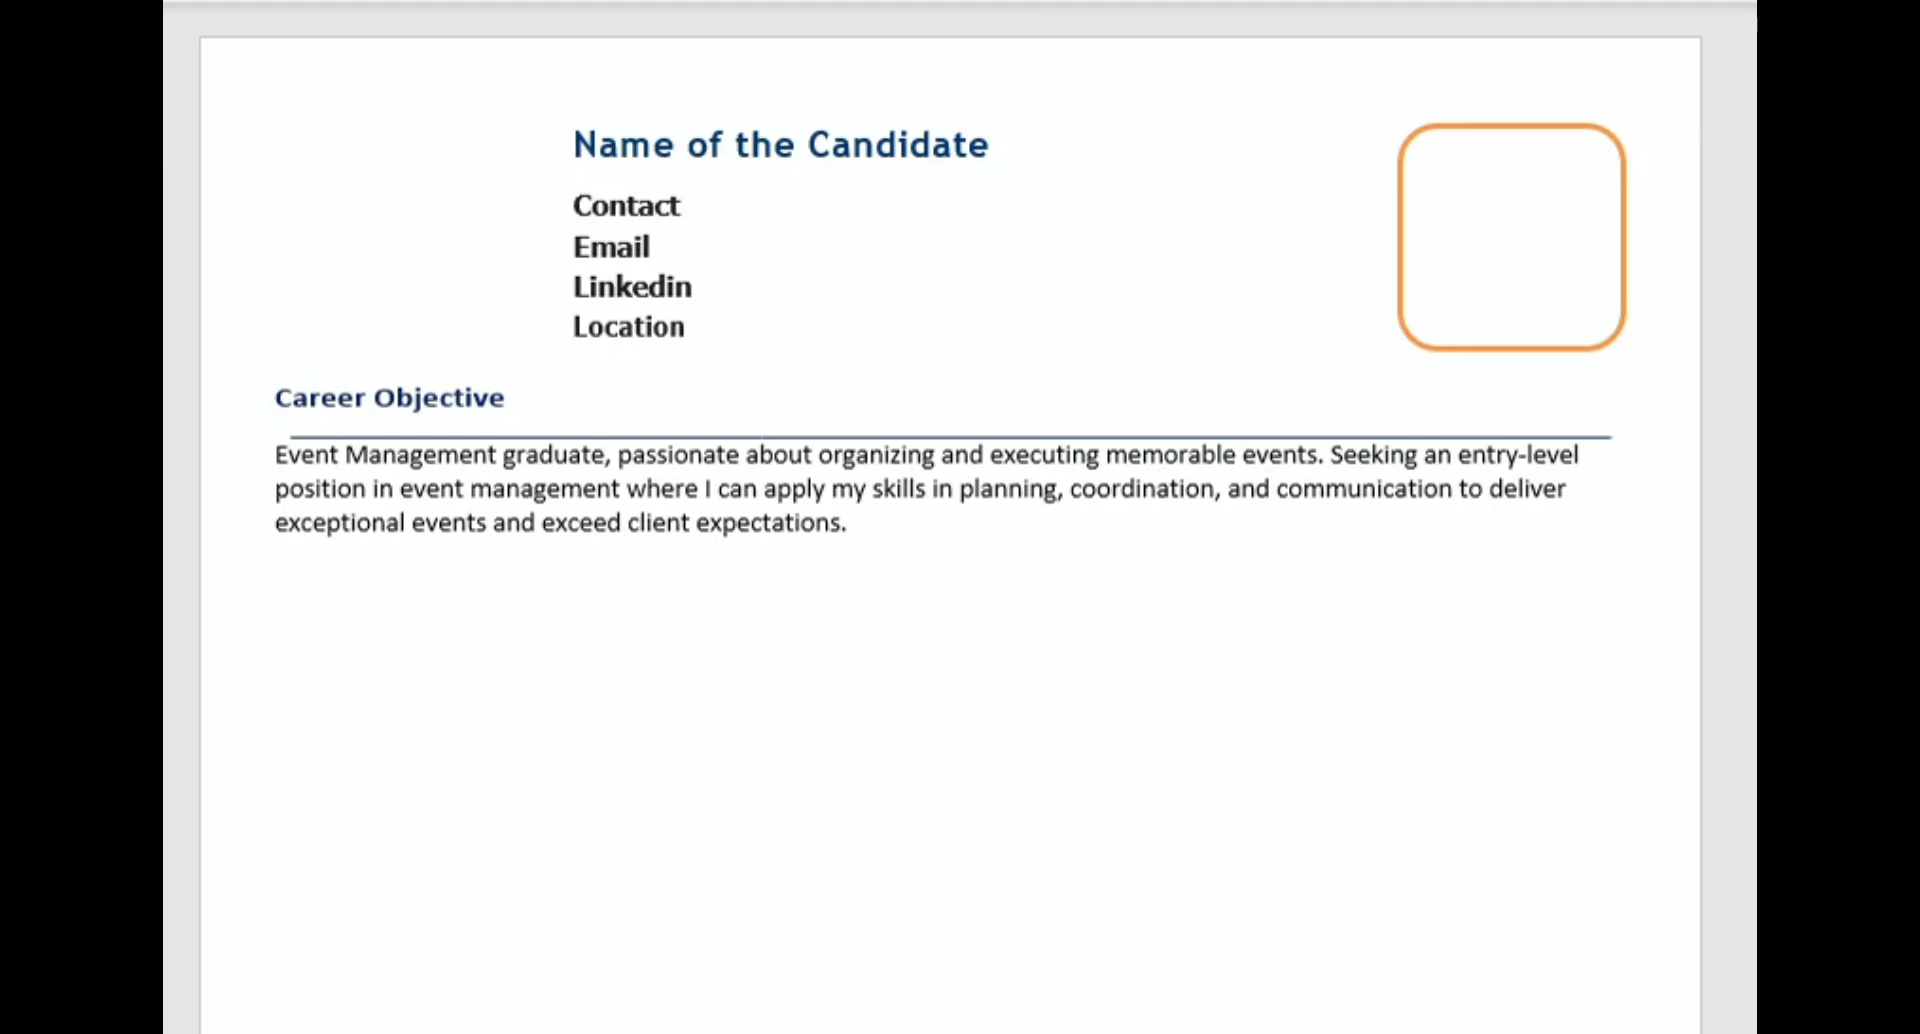 Name of the Candidate
Contact
Email
Linkedin
Location
Career Objective
Event Management graduate, passionate about organizing and executing memorable events. Seeking an entry-level
position in event management where I can apply my skills in planning, coordination, and communication to deliver
exceptional events and exceed client expectations.